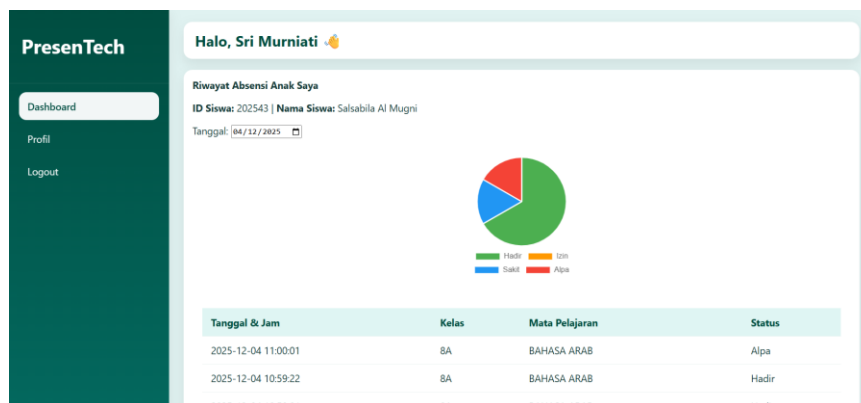 PresenTech
Dashboard
Profil
Logout
Halo, Sri Murniati 👋
Riwayat Absensi Anak Saya
ID Siswa: 202543 | Nama Siswa: Salsabila Al Mugni
Tanggal: 04/12/2025
Hadir Izin
Sakit Alpa
Tanggal & Jam Kelas Mata Pelajaran Status
2025-12-04 11:00:01 8A BAHASA ARAB Alpa
2025-12-04 10:59:22 8A BAHASA ARAB Hadir